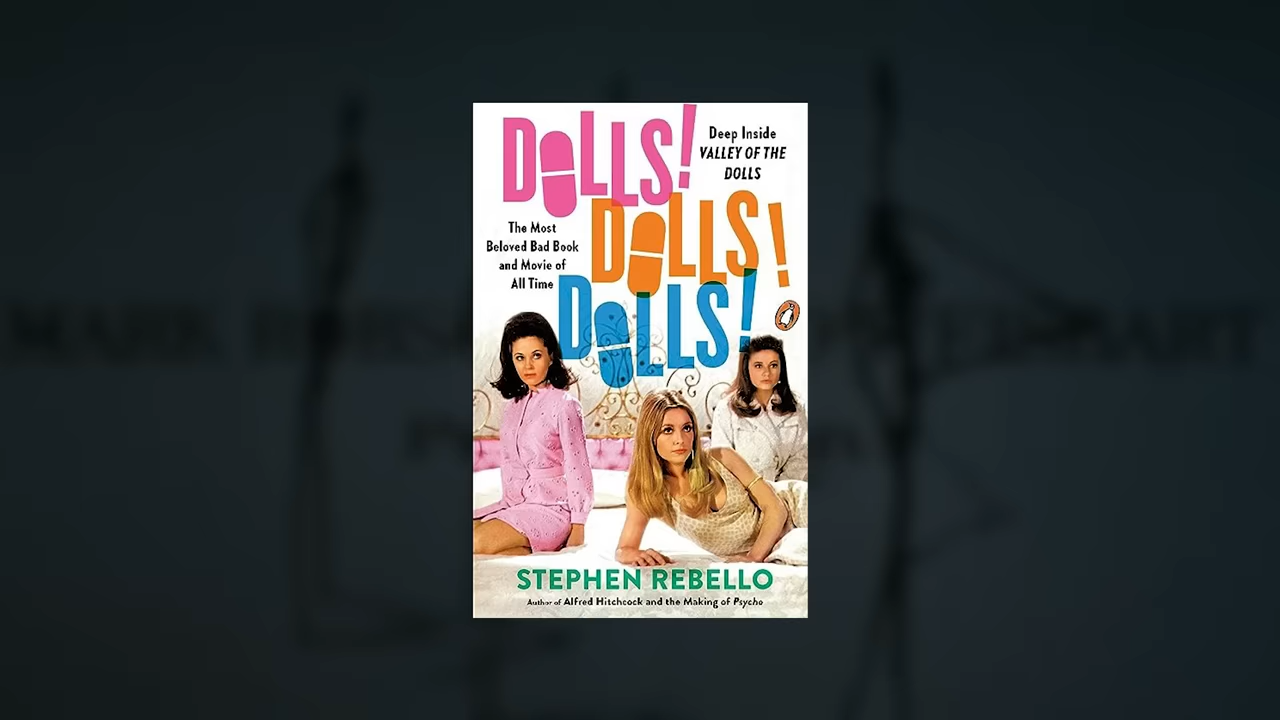 DOLLS!
Deep Inside
VALLEY OF THE
DOLLS
DOLLS!
The Most
Beloved Bad Book
and Movie of
All Time
DOLLS!
STEPHEN REBELLO
Author of Alfred Hitchcock and the Making of Psycho